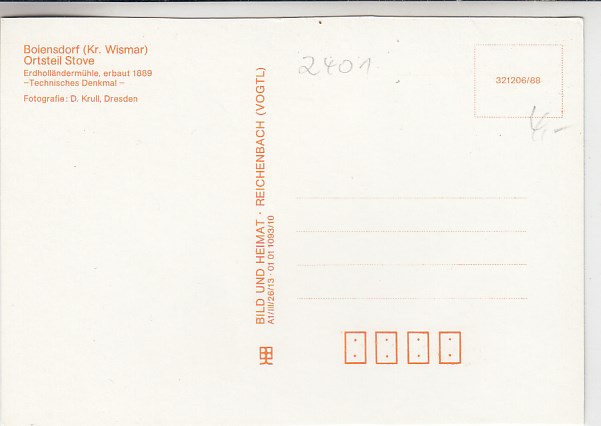 Boiensdorf (Kr. Wismar)
Ortsteil Stove
Erdholländermühle, erbaut 1889
–Technisches Denkmal –
Fotografie: D. Krull, Dresden
BILD UND HEIMAT · REICHENBACH (VOGTL)
A1/III/26/13 · 01 01 1093/10
2401
321206/88
4,-